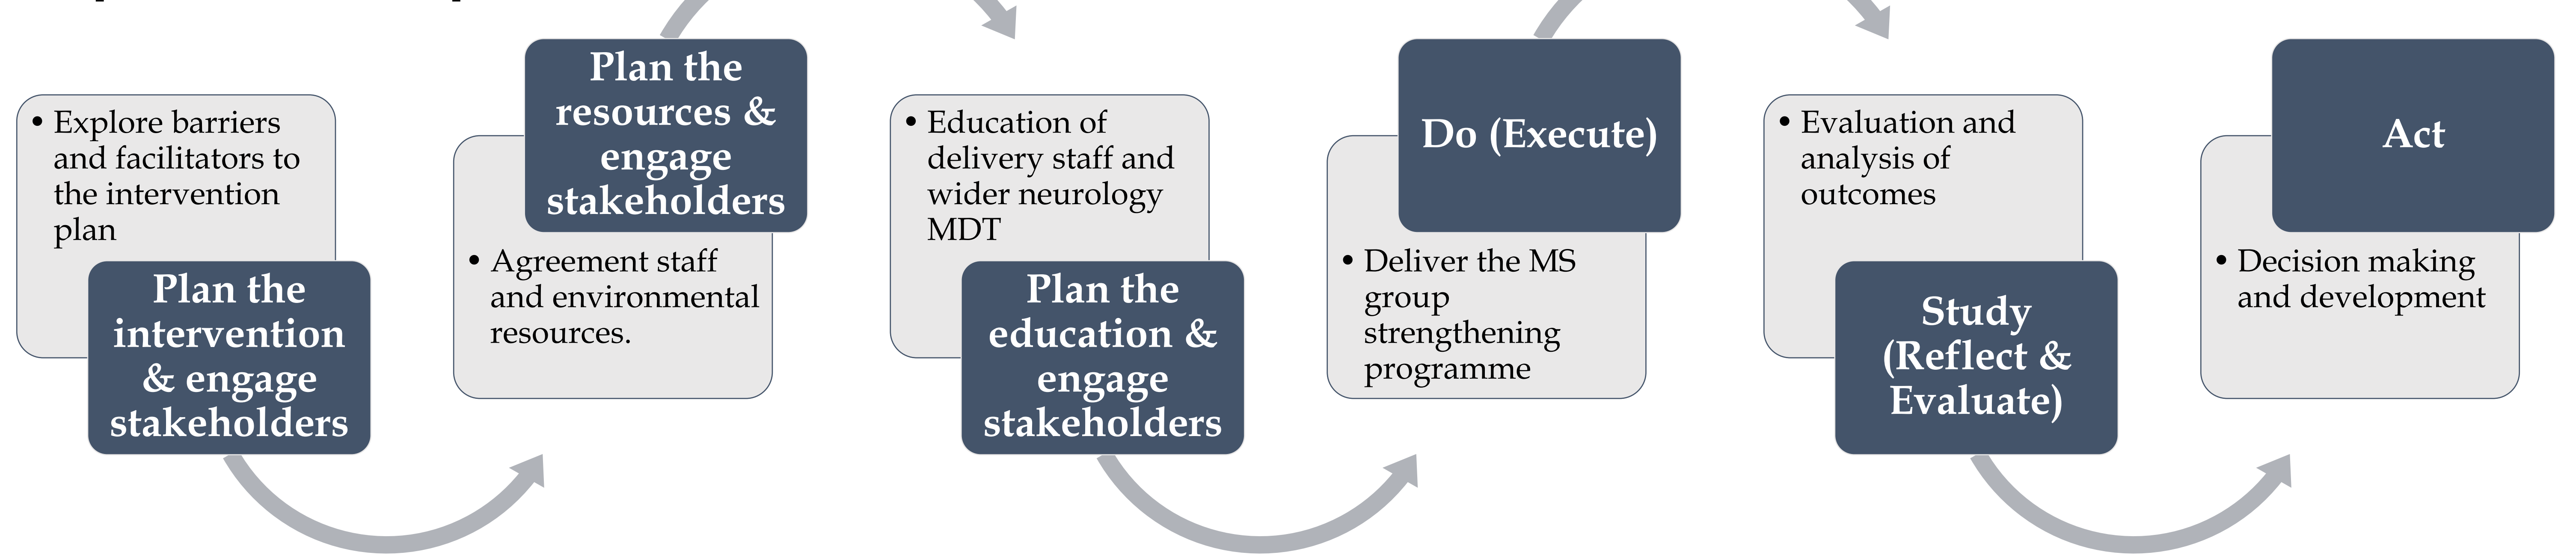 • Explore barriers
and facilitators to
the intervention
plan
Plan the
intervention
& engage
stakeholders
Plan the
resources &
engage
stakeholders
• Agreement staff
and environmental
resources.
• Education of
delivery staff and
wider neurology
MDT
Plan the
education &
engage
stakeholders
Do (Execute)
• Deliver the MS
group
strengthening
programme
• Evaluation and
analysis of
outcomes
Study
(Reflect &
Evaluate)
Act
• Decision making
and development